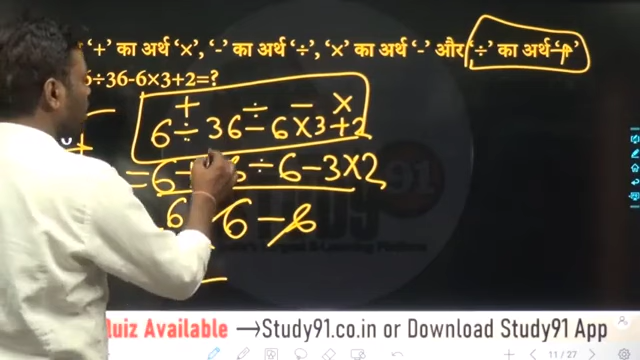 "+" का अर्थ 'x', '-' का अर्थ '÷', 'x' का अर्थ '-' और '÷' का अर्थ '+'
÷36-6×3+2=?
+ ÷ − ×
6 ÷ 36 − 6 × 3 + 2
= 6 ÷ 6 − 3 × 2
6 6 − 6
uiz Available → Study91.co.in or Download Study91 App
11 / 27